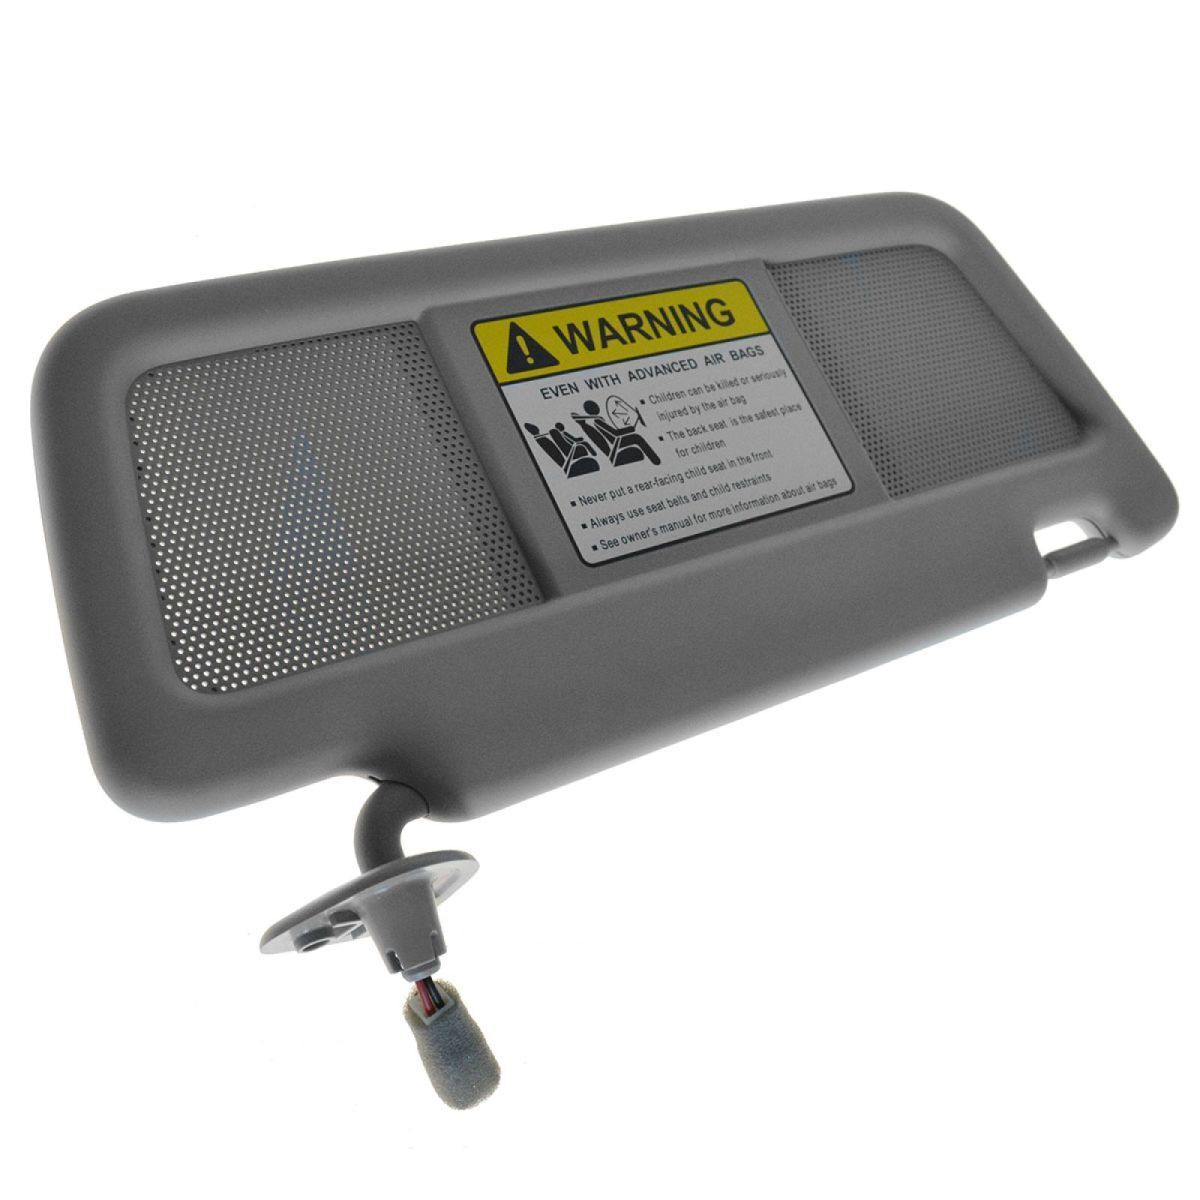 WARNING
EVEN WITH ADVANCED AIR BAGS
▪ Children can be killed or seriously
injured by the air bag
▪ The back seat is the safest place
for children
▪ Never put a rear-facing child seat in the front
▪ Always use seat belts and child restraints
▪ See owner's manual for more information about air bags